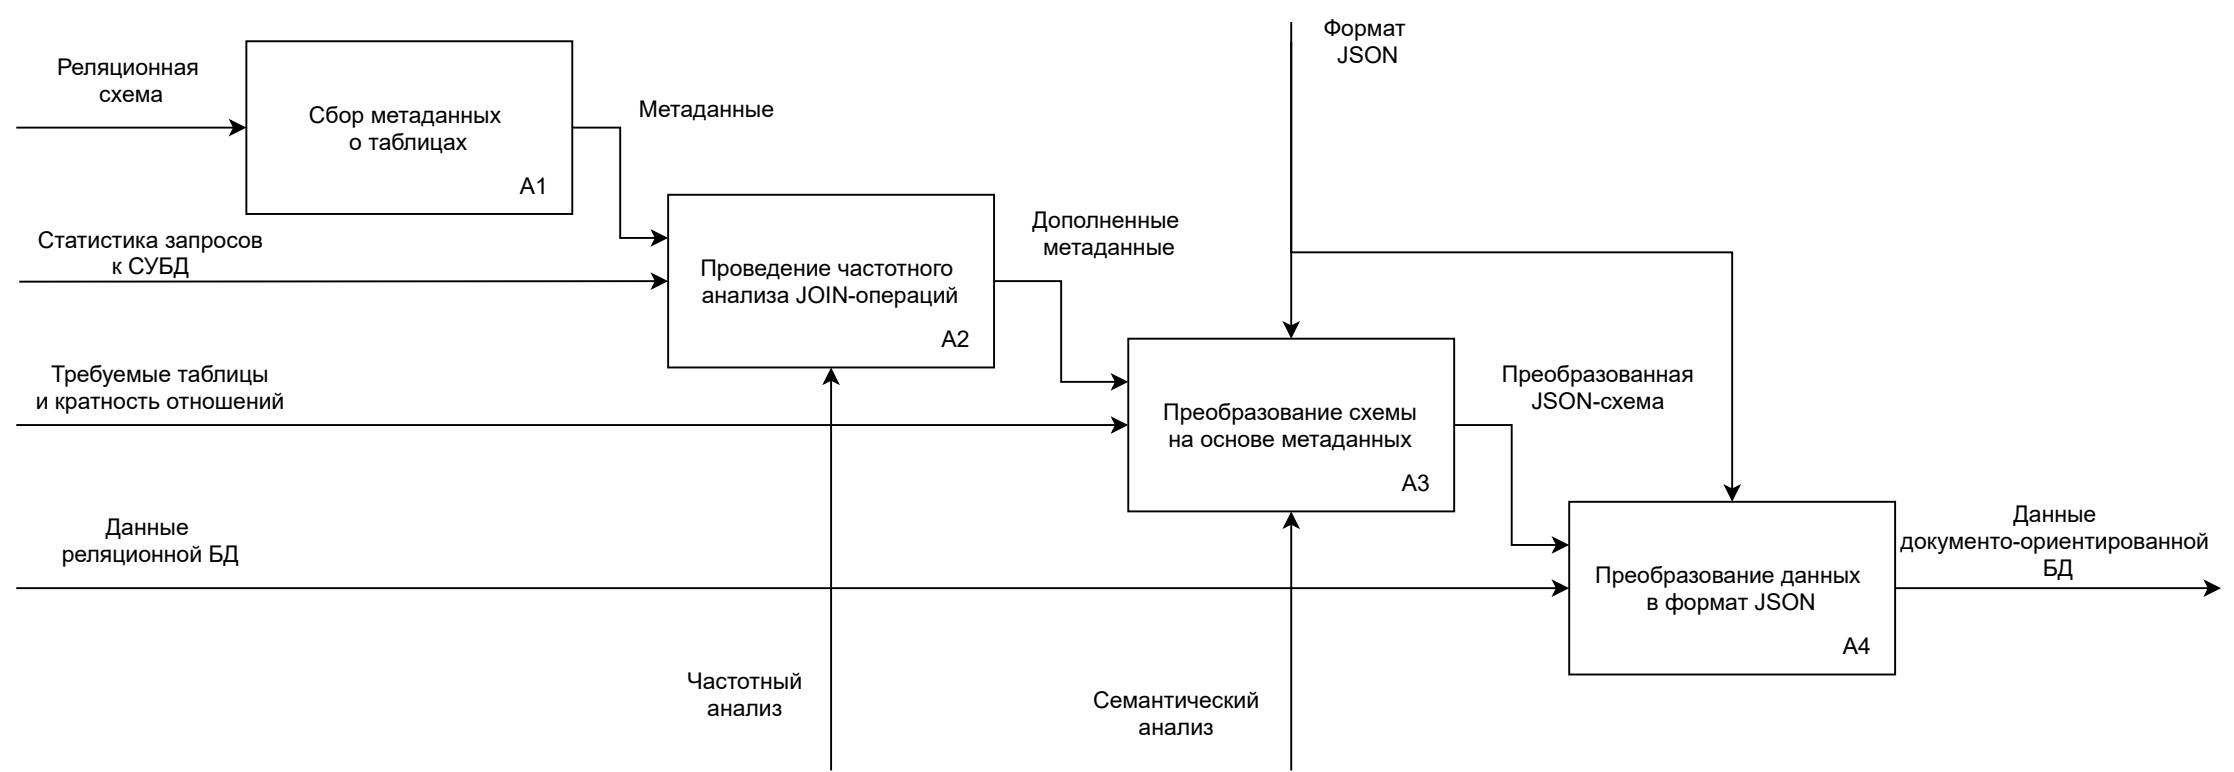 Формат
JSON
Реляционная
схема
Сбор метаданных
о таблицах
A1
Метаданные
Статистика запросов
к СУБД
Проведение частотного
анализа JOIN-операций
A2
Дополненные
метаданные
Требуемые таблицы
и кратность отношений
Преобразование схемы
на основе метаданных
A3
Преобразованная
JSON-схема
Данные
реляционной БД
Преобразование данных
в формат JSON
A4
Данные
документо-ориентированной
БД
Частотный
анализ
Семантический
анализ